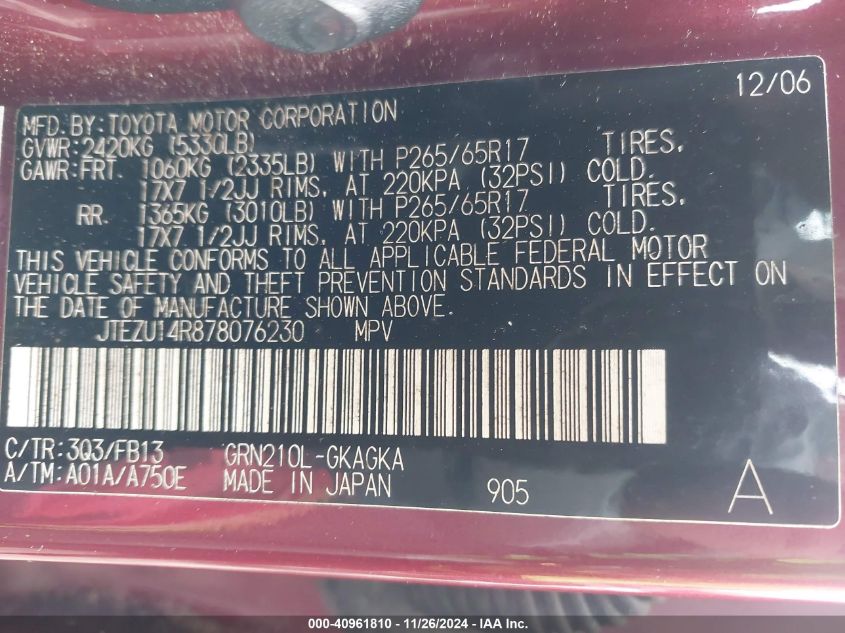 12/06
MFD.BY:TOYOTA MOTOR CORPORATION
GVWR:2420KG (5330LB)
GAWR:FRT. 1060KG (2335LB) WITH P265/65R17 TIRES,
17X7 1/2JJ RIMS, AT 220KPA (32PSI) COLD.
RR. 1365KG (3010LB) WITH P265/65R17 TIRES,
17X7 1/2JJ RIMS, AT 220KPA (32PSI) COLD.
THIS VEHICLE CONFORMS TO ALL APPLICABLE FEDERAL MOTOR
VEHICLE SAFETY AND THEFT PREVENTION STANDARDS IN EFFECT ON
THE DATE OF MANUFACTURE SHOWN ABOVE.
JTEZU14R878076230 MPV
C/TR:3Q3/FB13 GRN210L-GKAGKA
A/TM:A01A/A750E MADE IN JAPAN 905 A
000-40961810 - 11/26/2024 - IAA Inc.